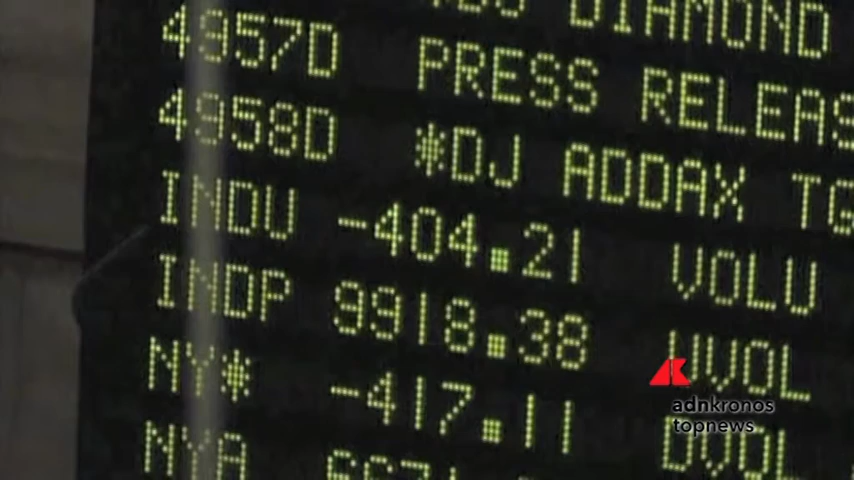 DIAMOND
4957D PRESS RELEAS
4958D *DJ ADDAX TG
INDU -404.21 VOLU
INDP 9918.38 UVOL
NY* -417.11 DVOL
NYA 6671
adnkronos
topnews